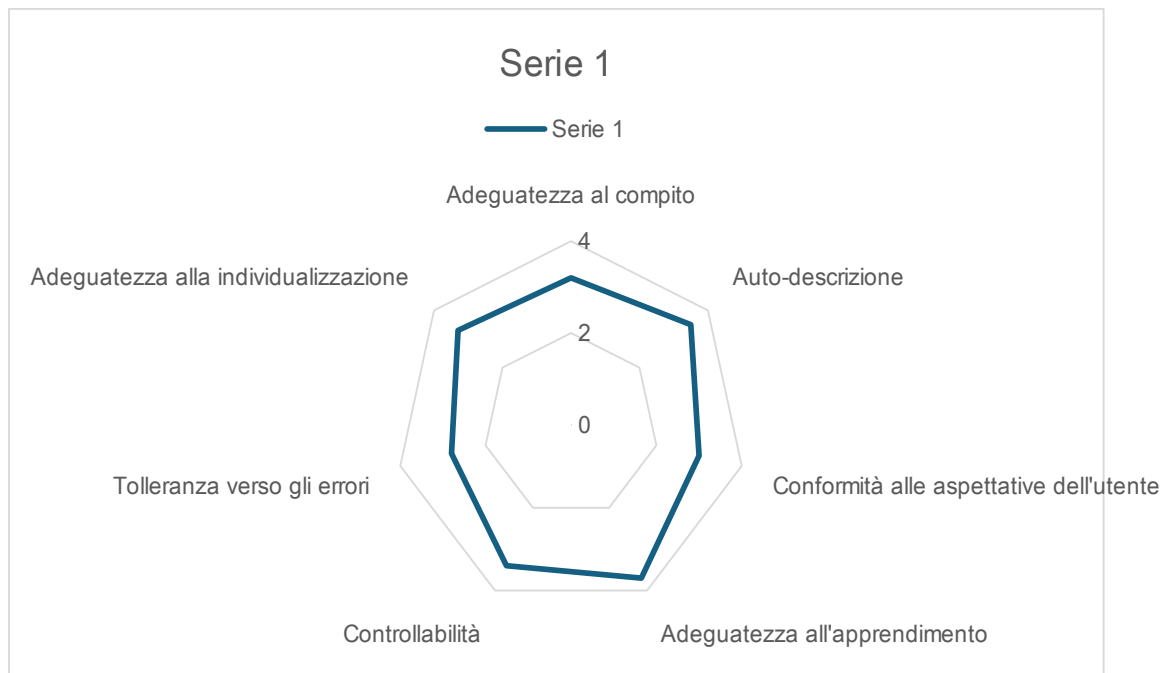 Serie 1
Serie 1
Adeguatezza al compito
4
Adeguatezza alla individualizzazione
Auto-descrizione
2
0
Tolleranza verso gli errori
Conformità alle aspettative dell'utente
Controllabilità
Adeguatezza all'apprendimento